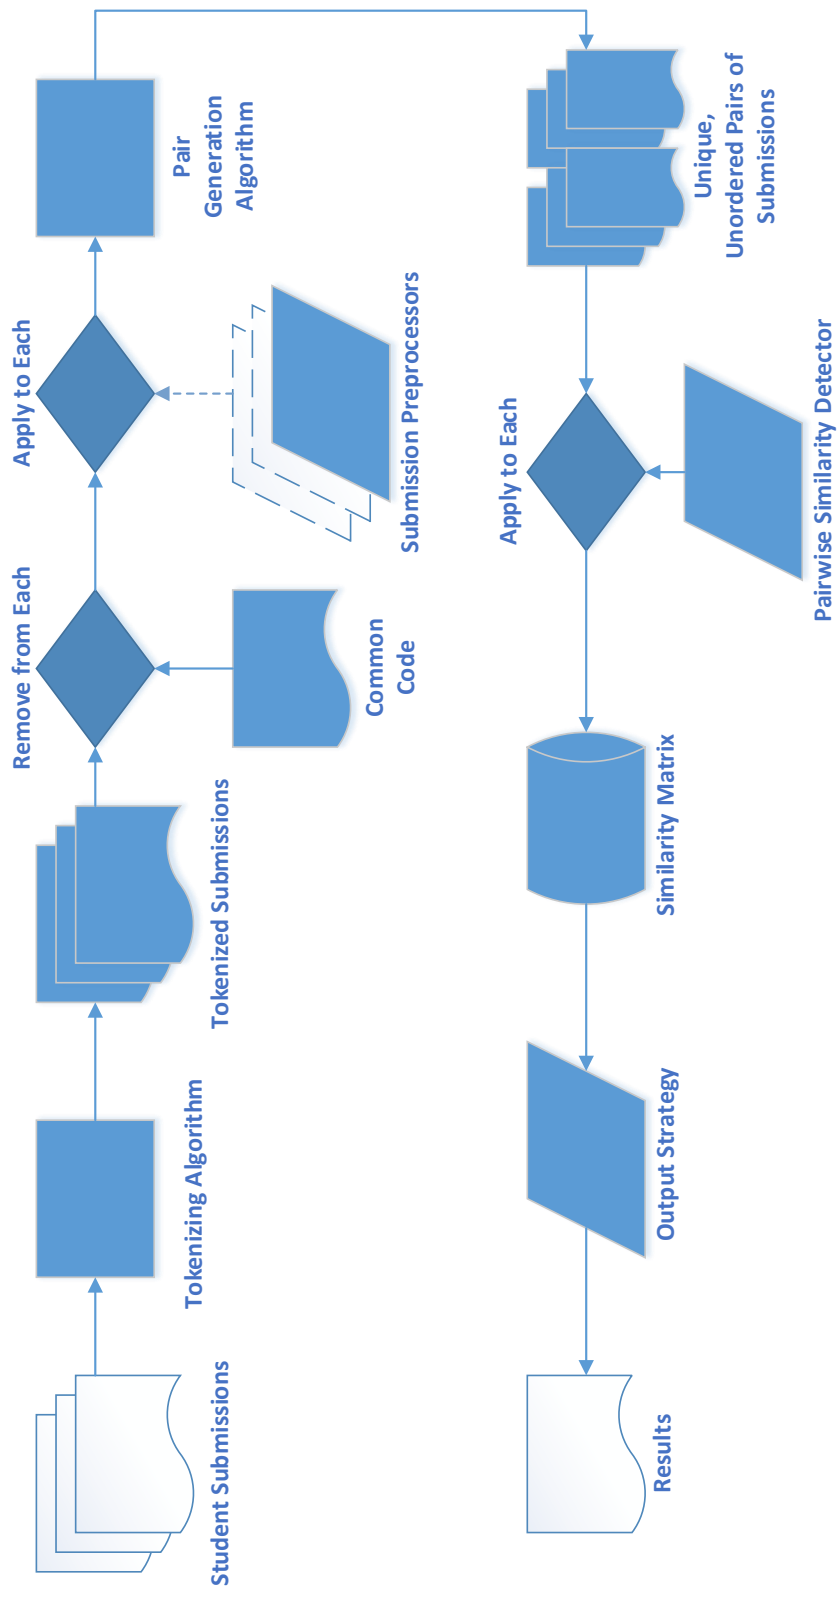 Student Submissions
Tokenizing Algorithm
Tokenized Submissions
Remove from Each
Common
Code
Apply to Each
Submission Preprocessors
Pair
Generation
Algorithm
Unique,
Unordered Pairs of
Submissions
Apply to Each
Pairwise Similarity Detector
Similarity Matrix
Output Strategy
Results